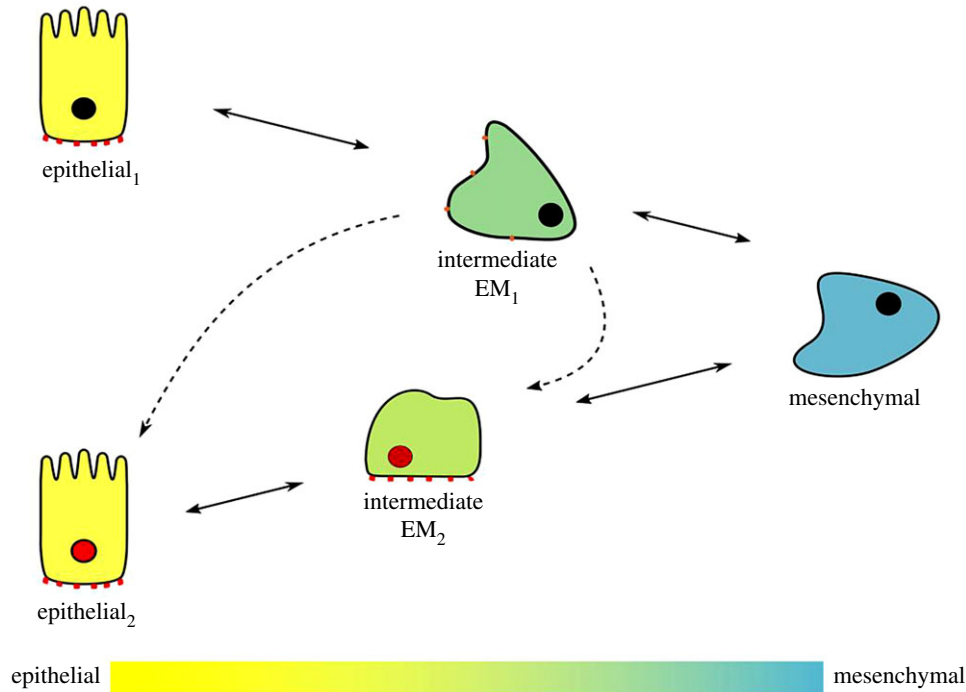 epithelial₁
intermediate
EM₁
mesenchymal
intermediate
EM₂
epithelial₂
epithelial
mesenchymal